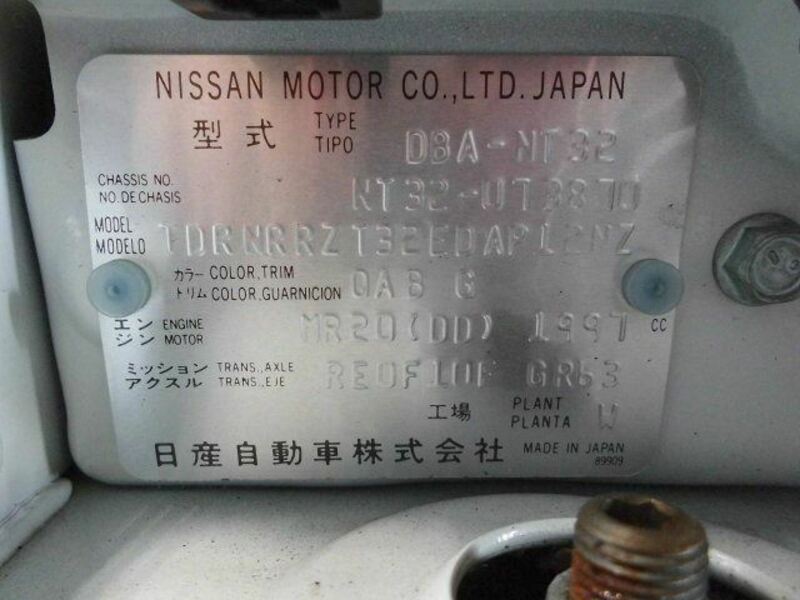 NISSAN MOTOR CO.,LTD. JAPAN
型式 TYPE TIPO DBA-NT32
CHASSIS NO.
NO. DE CHASIS
MODEL
MODELO
カラー COLOR,TRIM
トリム COLOR.GUARNICION QAB G
エンジン ENGINE MOTOR MR20(DD) 1997 CC
ミッション TRANS.,AXLE
アクスル TRANS.,EJE RE0F10F GR53
工場 PLANT PLANTA W
日産自動車株式会社 MADE IN JAPAN
89909